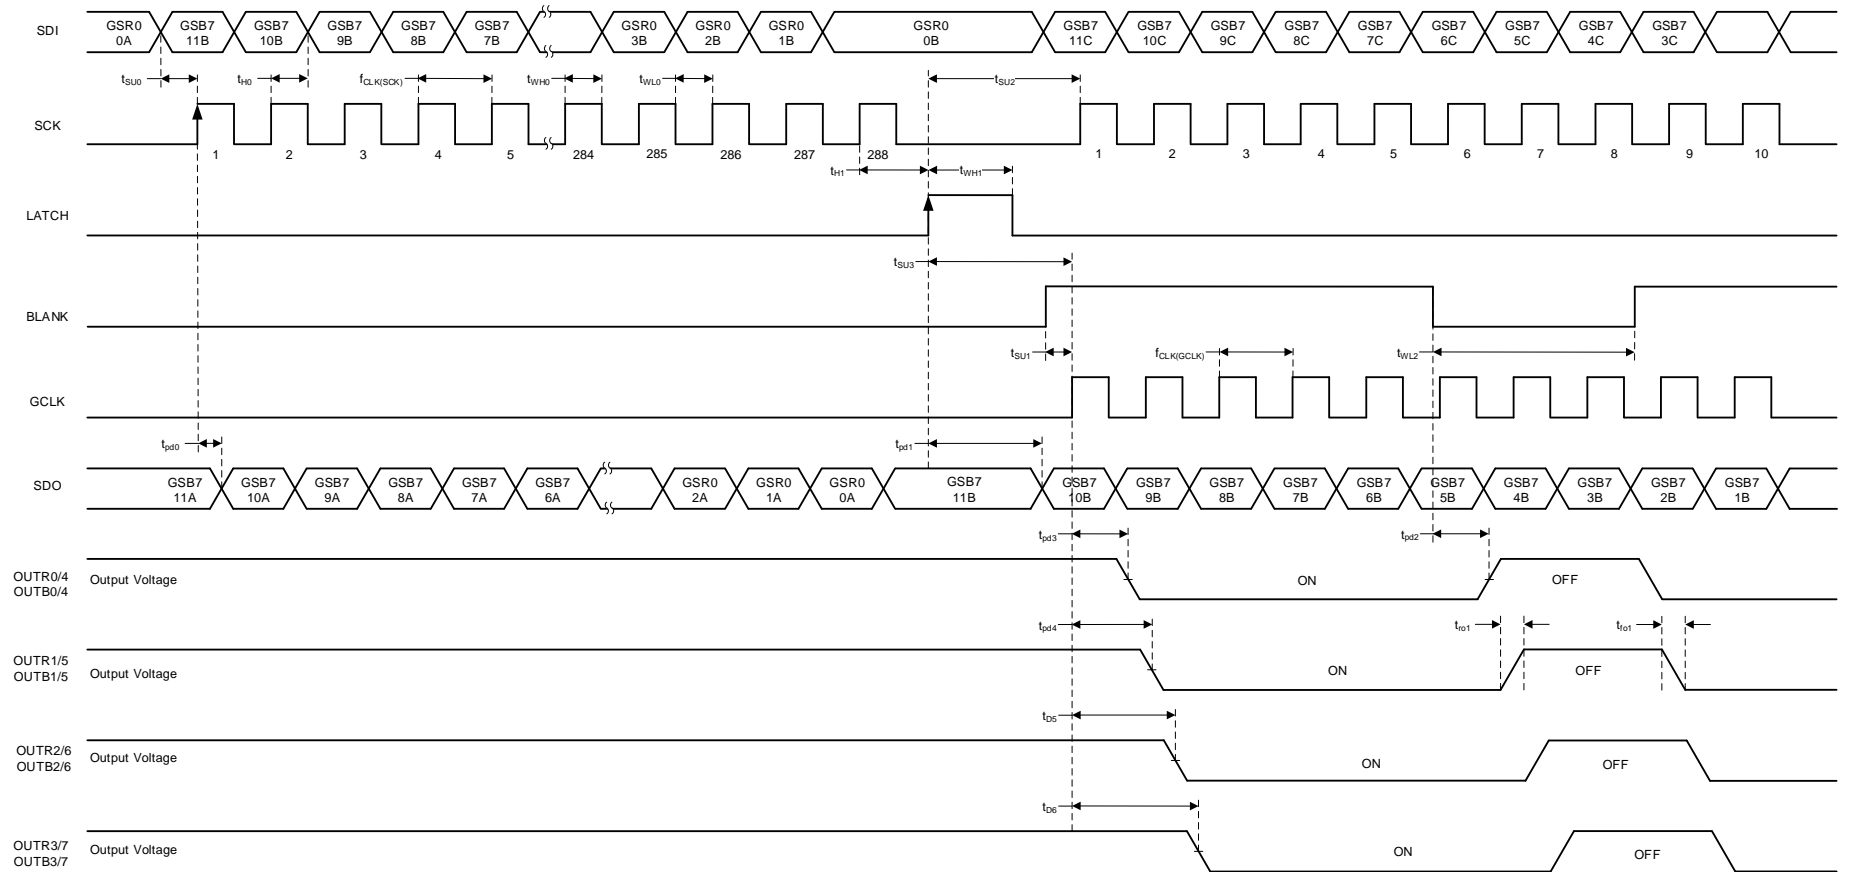 SDI
GSR0 0A
GSB7 11B
GSB7 10B
GSB7 9B
GSB7 8B
GSB7 7B
GSR0 3B
GSR0 2B
GSR0 1B
GSR0 0B
GSB7 11C
GSB7 10C
GSB7 9C
GSB7 8C
GSB7 7C
GSB7 6C
GSB7 5C
GSB7 4C
GSB7 3C
tSU0
tH0
fCLK(SCK)
tWH0
tWL0
tSU2
SCK
1 2 3 4 5 284 285 286 287 288 1 2 3 4 5 6 7 8 9 10
tH1
tWH1
LATCH
tSU3
BLANK
tSU1
fCLK(GCLK)
tWL2
GCLK
tpd0
tpd1
SDO
GSB7 11A
GSB7 10A
GSB7 9A
GSB7 8A
GSB7 7A
GSB7 6A
GSR0 2A
GSR0 1A
GSR0 0A
GSB7 11B
GSB7 10B
GSB7 9B
GSB7 8B
GSB7 7B
GSB7 6B
GSB7 5B
GSB7 4B
GSB7 3B
GSB7 2B
GSB7 1B
tpd3
tpd2
OUTR0/4
OUTB0/4
Output Voltage
ON
OFF
tpd4
tro1
tfo1
OUTR1/5
OUTB1/5
Output Voltage
ON
OFF
tD5
OUTR2/6
OUTB2/6
Output Voltage
ON
OFF
tD6
OUTR3/7
OUTB3/7
Output Voltage
ON
OFF